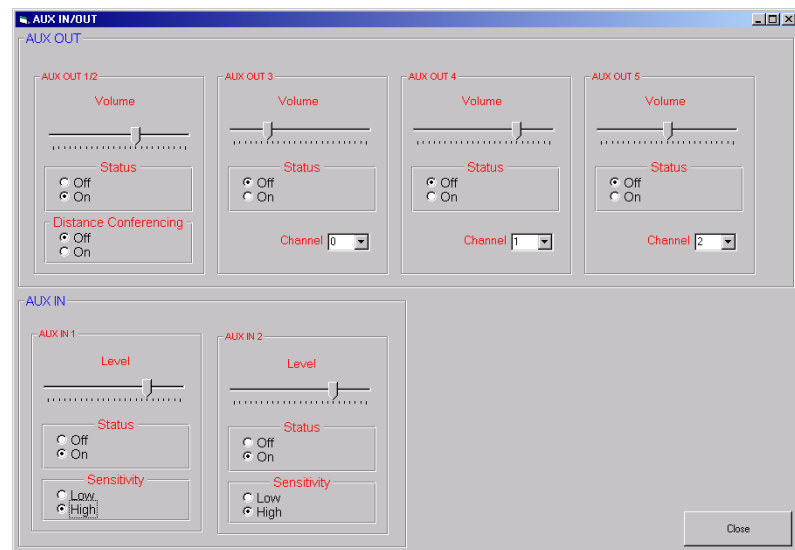 AUX IN/OUT
AUX OUT
AUX OUT 1/2
Volume
Status
Off
On
Distance Conferencing
Off
On
AUX OUT 3
Volume
Status
Off
On
Channel 0
AUX OUT 4
Volume
Status
Off
On
Channel 1
AUX OUT 5
Volume
Status
Off
On
Channel 2
AUX IN
AUX IN 1
Level
Status
Off
On
Sensitivity
Low
High
AUX IN 2
Level
Status
Off
On
Sensitivity
Low
High
Close